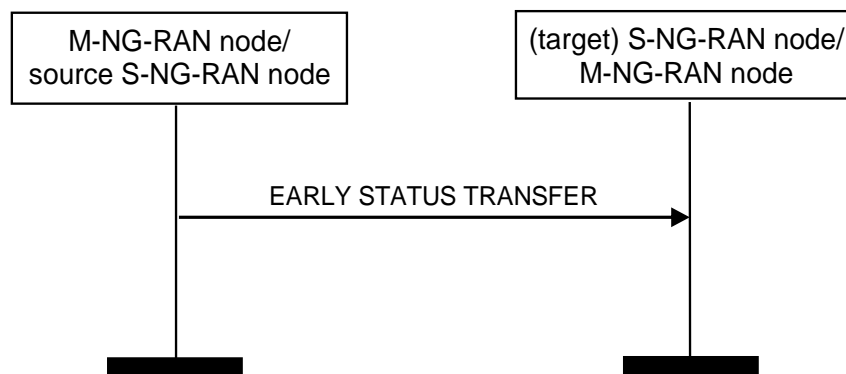 M-NG-RAN node/
source S-NG-RAN node
(target) S-NG-RAN node/
M-NG-RAN node
EARLY STATUS TRANSFER